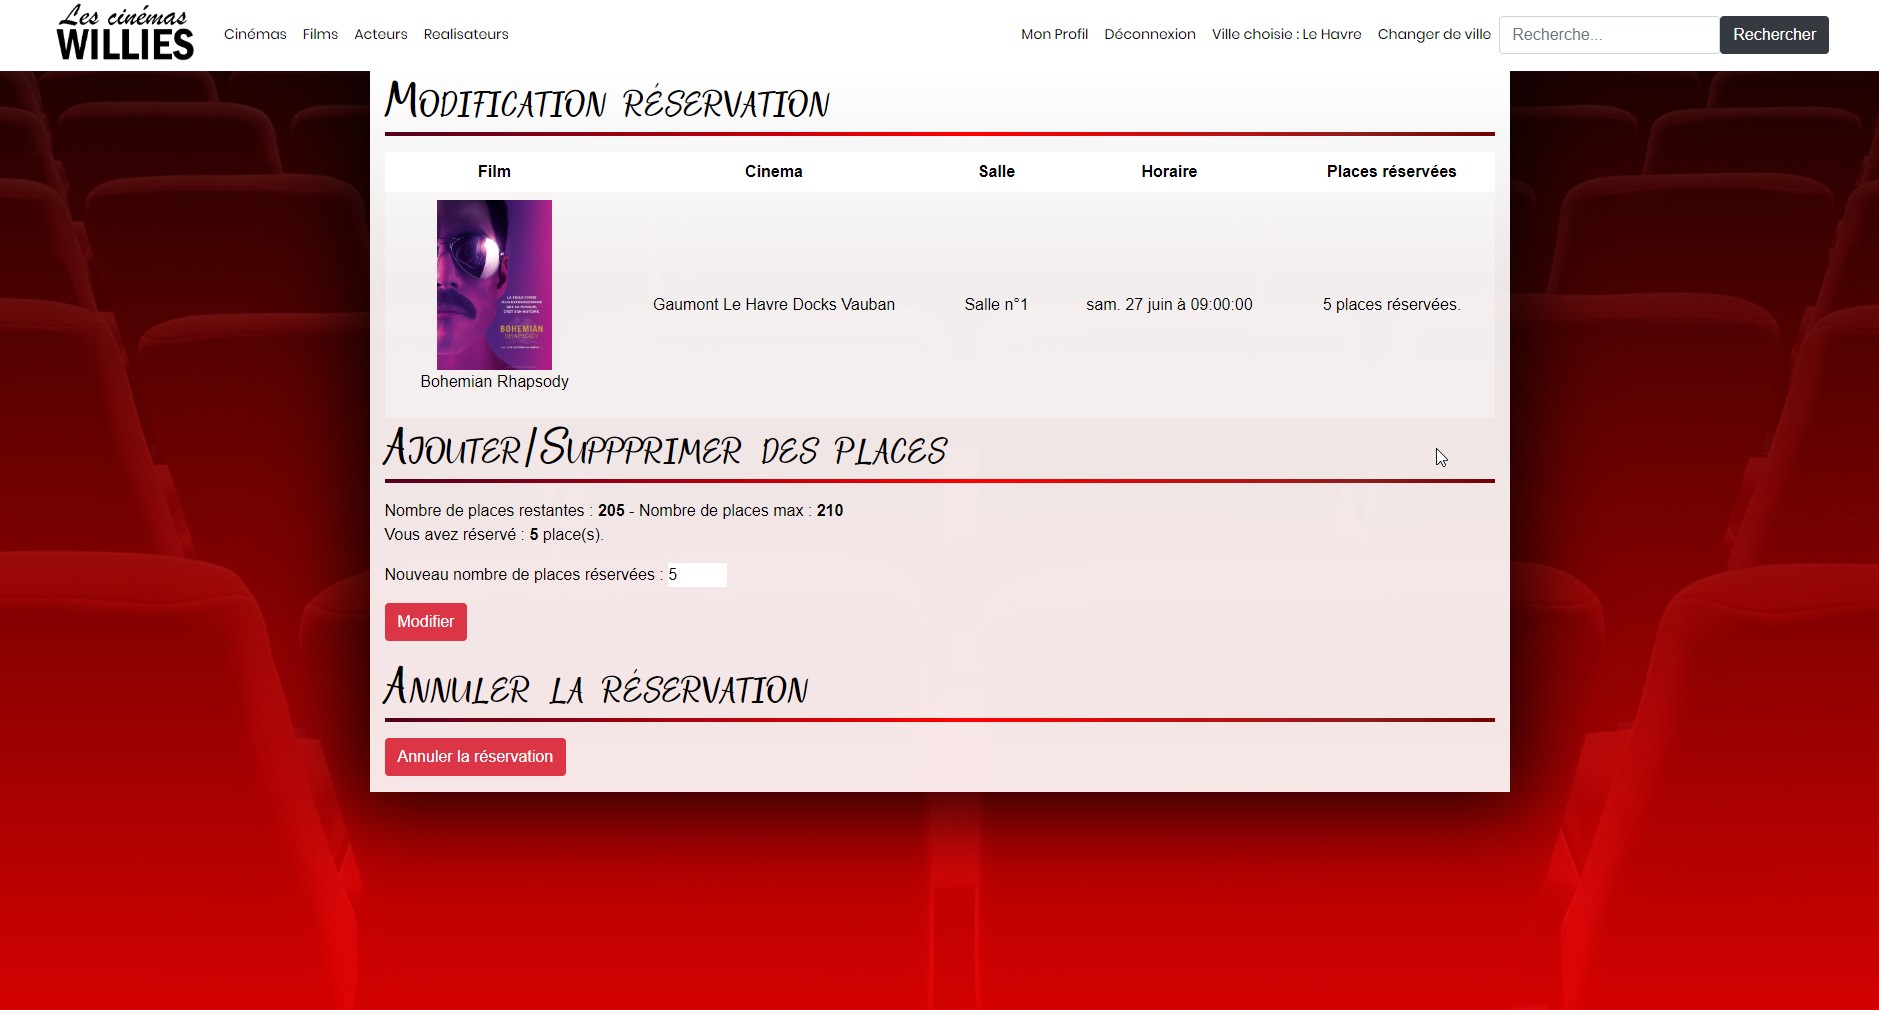 Les cinémas
WILLIES
Cinémas Films Acteurs Realisateurs
Mon Profil Déconnexion Ville choisie : Le Havre Changer de ville Recherche... Rechercher
Modification réservation
Film Cinema Salle Horaire Places réservées
BOHEMIAN
RHAPSODY
Bohemian Rhapsody
Gaumont Le Havre Docks Vauban Salle n°1 sam. 27 juin à 09:00:00 5 places réservées.
Ajouter/Suppprimer des places
Nombre de places restantes : 205 - Nombre de places max : 210
Vous avez réservé : 5 place(s).
Nouveau nombre de places réservées : 5
Modifier
Annuler la réservation
Annuler la réservation